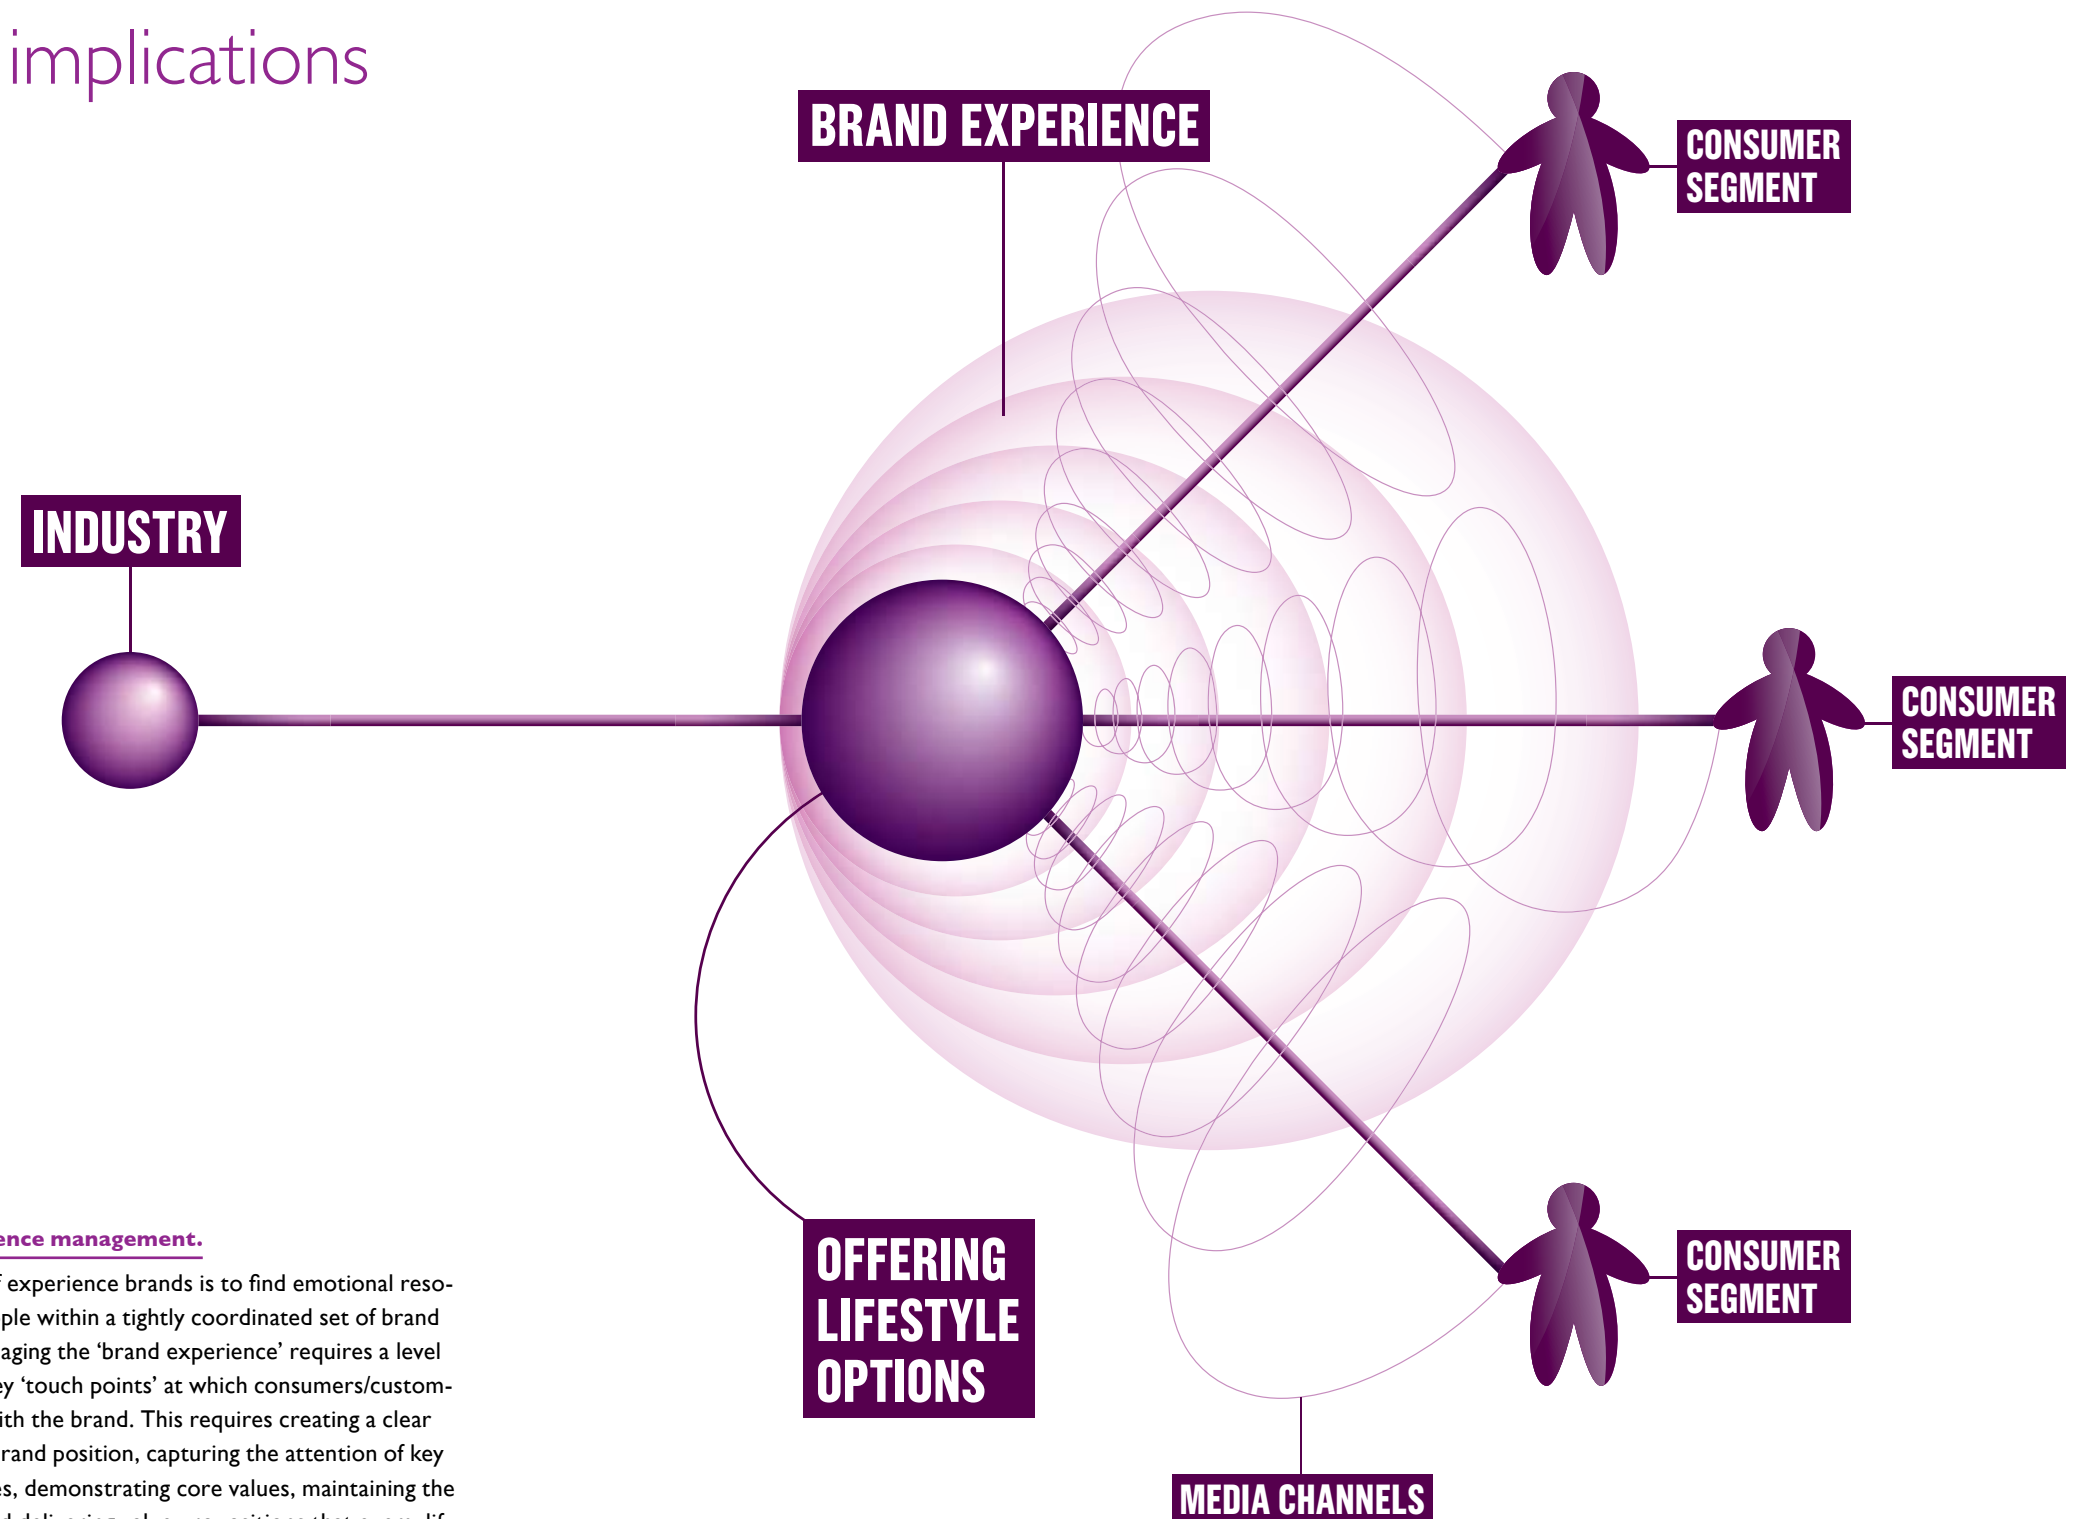 implications
BRAND EXPERIENCE
CONSUMER
SEGMENT
INDUSTRY
CONSUMER
SEGMENT
OFFERING
LIFESTYLE
OPTIONS
CONSUMER
SEGMENT
MEDIA CHANNELS
ence management.
experience brands is to find emotional reso-
ple within a tightly coordinated set of brand
aging the ‘brand experience’ requires a level
ey ‘touch points’ at which consumers/custom-
ith the brand. This requires creating a clear
rand position, capturing the attention of key
es, demonstrating core values, maintaining the